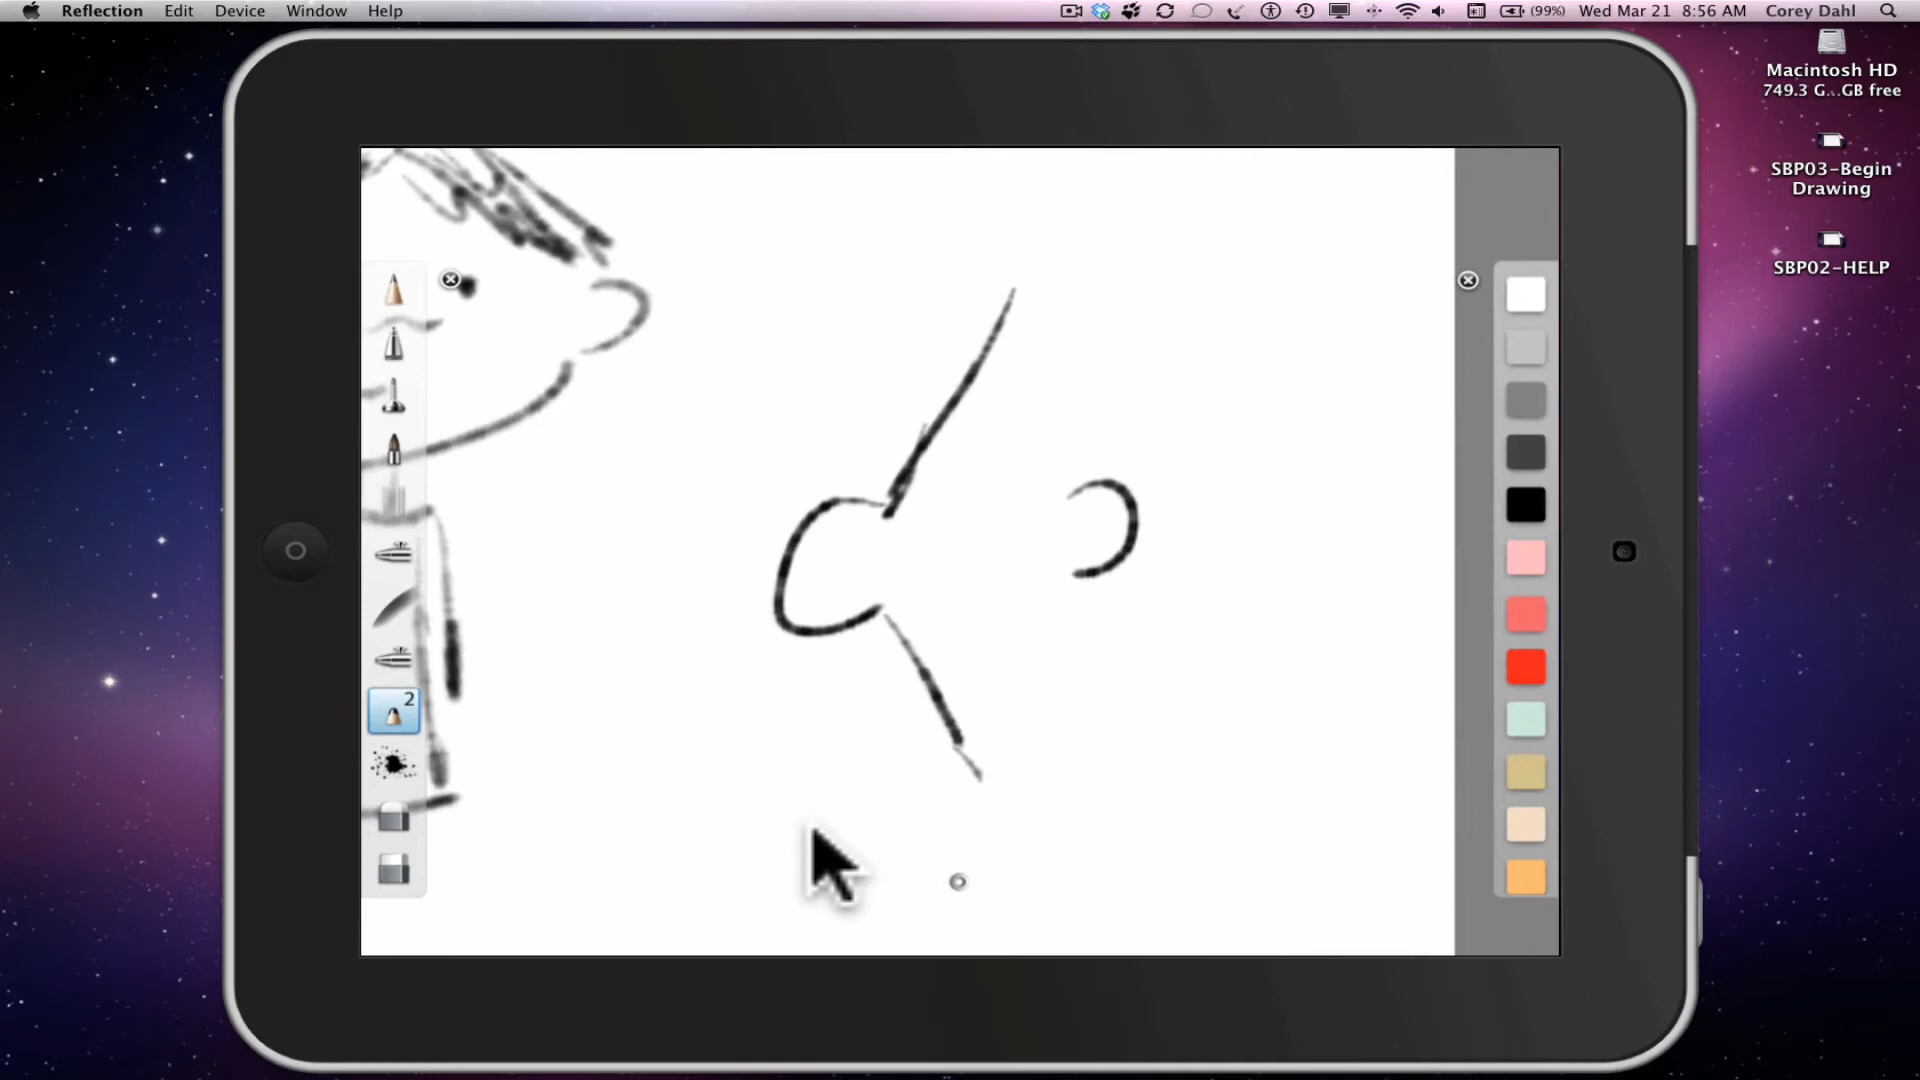 Reflection Edit Device Window Help (99%) Wed Mar 21 8:56 AM Corey Dahl
Macintosh HD
749.3 G...GB free
SBP03-Begin
Drawing
SBP02-HELP
2